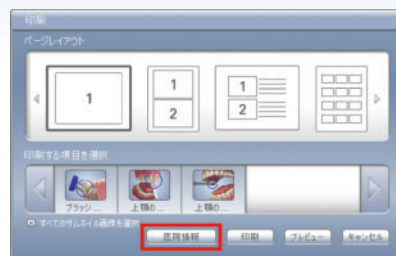 印刷
ページレイアウト
1
1
2
1
2
印刷する項目を選択
ブラッシ...
上顎の...
上顎の...
すべてのサムネイル画像を選択
医院情報
印刷
プレビュー
キャンセル